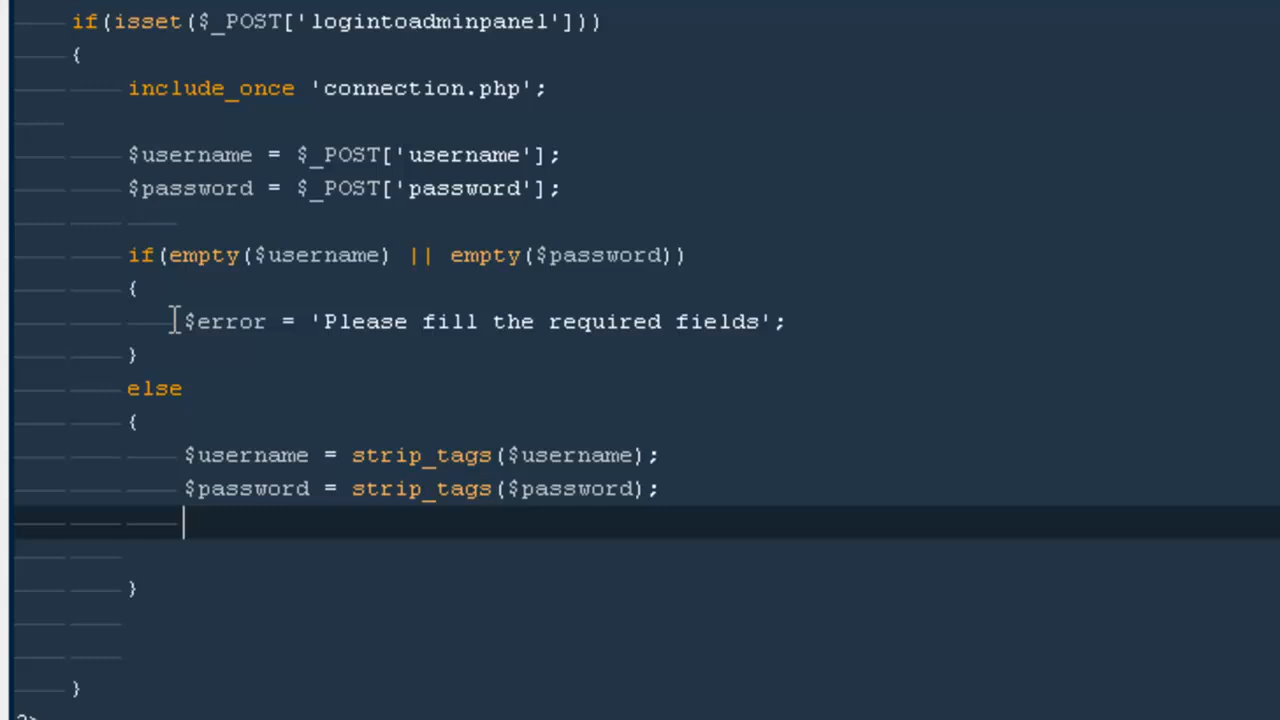 if(isset($_POST['logintoadminpanel']))
{
include_once 'connection.php';
$username = $_POST['username'];
$password = $_POST['password'];
if(empty($username) || empty($password))
{
$error = 'Please fill the required fields';
}
else
{
$username = strip_tags($username);
$password = strip_tags($password);
}
}
?>